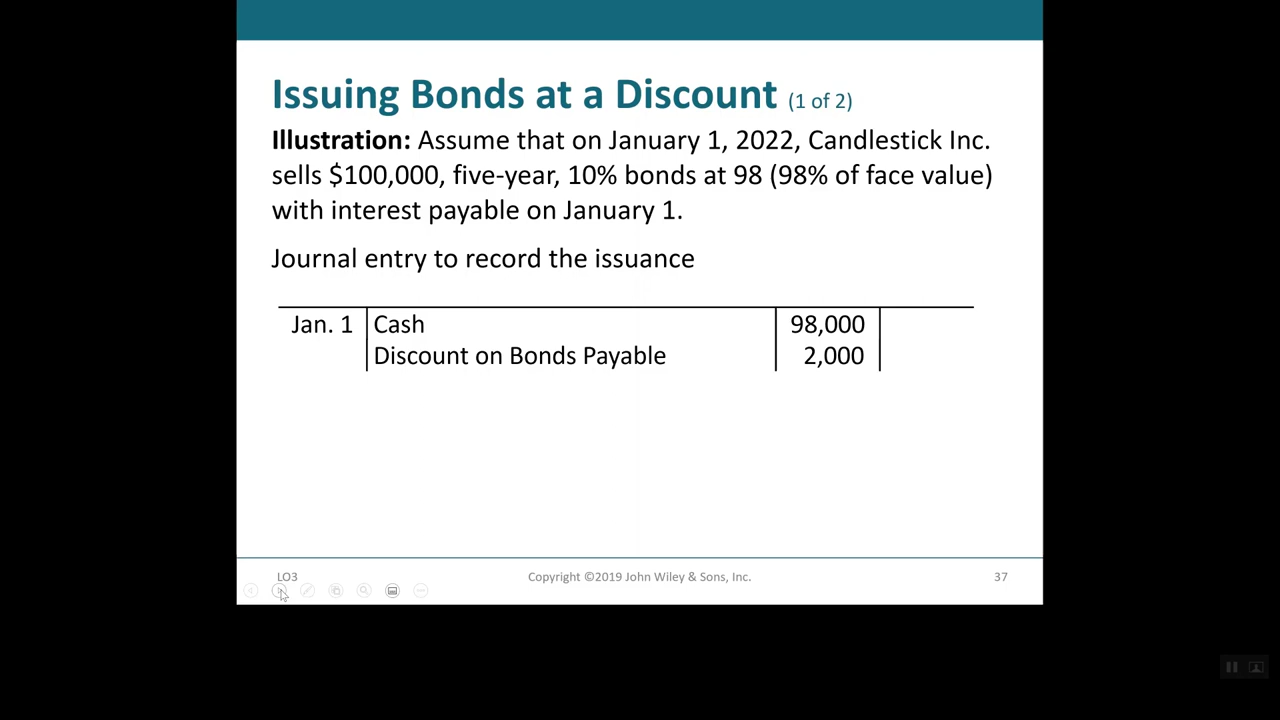 Issuing Bonds at a Discount (1 of 2)
Illustration: Assume that on January 1, 2022, Candlestick Inc.
sells $100,000, five-year, 10% bonds at 98 (98% of face value)
with interest payable on January 1.
Journal entry to record the issuance
Jan. 1 Cash 98,000
Discount on Bonds Payable 2,000
LO3 Copyright ©2019 John Wiley & Sons, Inc. 37